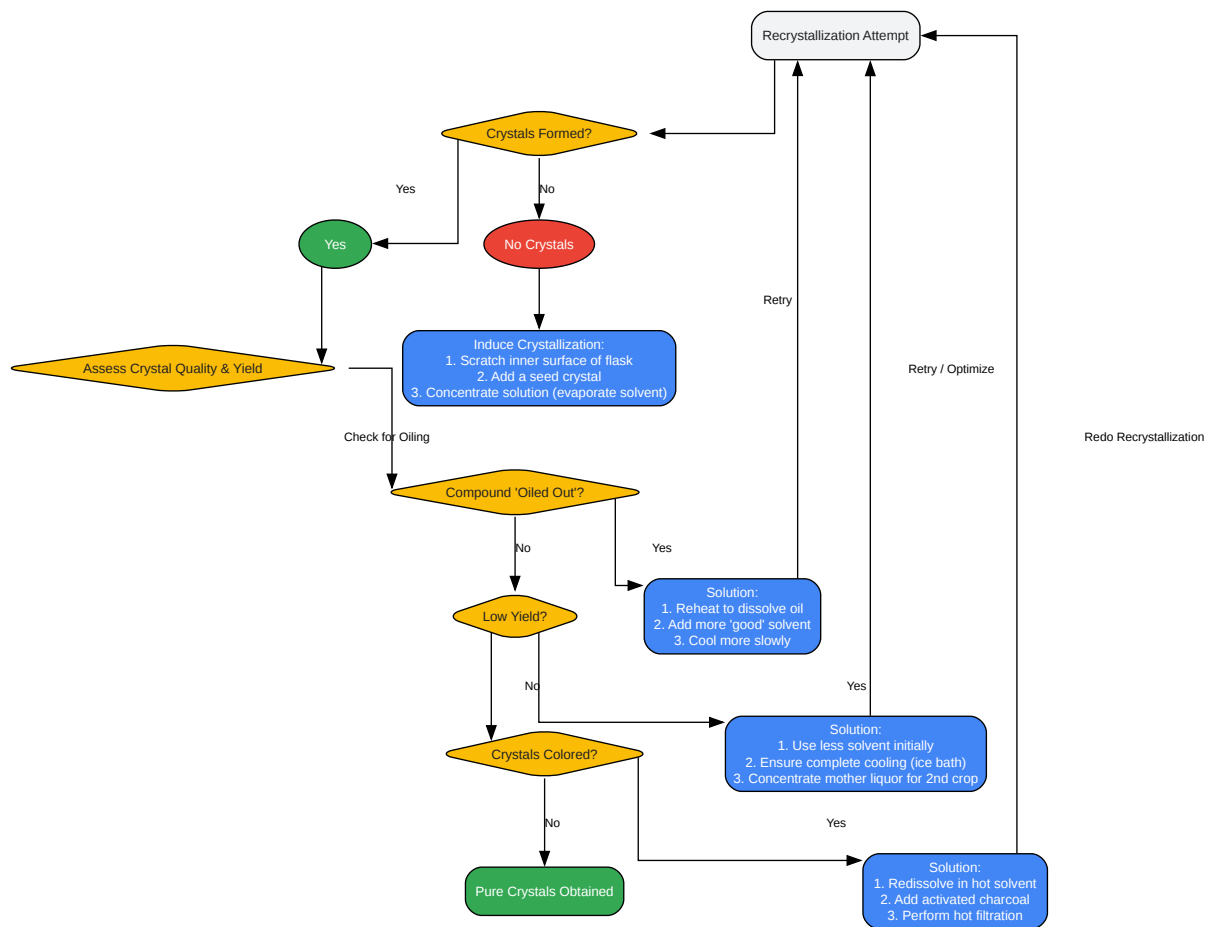 Recrystallization Attempt
Crystals Formed?
Yes
No
Yes
No Crystals
Retry
Induce Crystallization:
1. Scratch inner surface of flask
2. Add a seed crystal
3. Concentrate solution (evaporate solvent)
Assess Crystal Quality & Yield
Retry / Optimize
Check for Oiling
Redo Recrystallization
Compound 'Oiled Out'?
No
Yes
Solution:
1. Reheat to dissolve oil
2. Add more 'good' solvent
3. Cool more slowly
Low Yield?
No
Yes
Solution:
1. Use less solvent initially
2. Ensure complete cooling (ice bath)
3. Concentrate mother liquor for 2nd crop
Crystals Colored?
No
Yes
Solution:
1. Redissolve in hot solvent
2. Add activated charcoal
3. Perform hot filtration
Pure Crystals Obtained